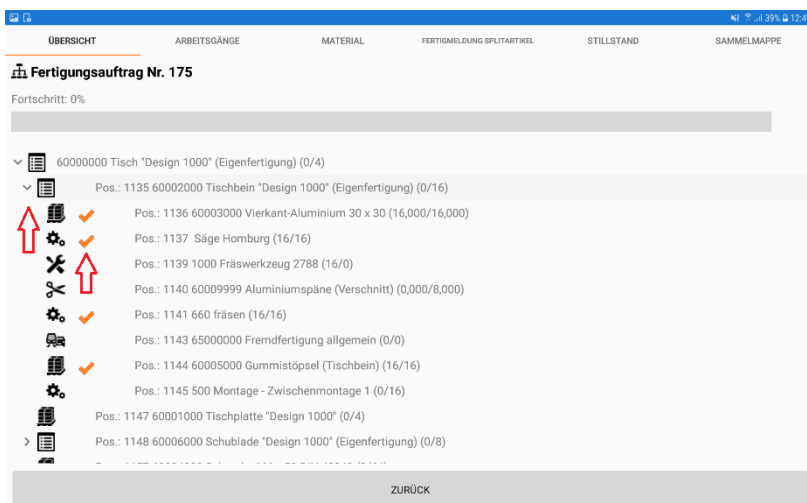 39% 12:4
ÜBERSICHT ARBEITSGÄNGE MATERIAL FERTIGMELDUNG SPLITARTIKEL STILLSTAND SAMMELMAPPE
Fertigungsauftrag Nr. 175
Fortschritt: 0%
60000000 Tisch "Design 1000" (Eigenfertigung) (0/4)
Pos.: 1135 60002000 Tischbein "Design 1000" (Eigenfertigung) (0/16)
Pos.: 1136 60003000 Vierkant-Aluminium 30 x 30 (16,000/16,000)
Pos.: 1137 Säge Homburg (16/16)
Pos.: 1139 1000 Fräswerkzeug 2788 (16/0)
Pos.: 1140 60009999 Aluminiumspäne (Verschnitt) (0,000/8,000)
Pos.: 1141 660 fräsen (16/16)
Pos.: 1143 65000000 Fremdfertigung allgemein (0/0)
Pos.: 1144 60005000 Gummistöpsel (Tischbein) (16/16)
Pos.: 1145 500 Montage - Zwischenmontage 1 (0/16)
Pos.: 1147 60001000 Tischplatte "Design 1000" (0/4)
Pos.: 1148 60006000 Schublade "Design 1000" (Eigenfertigung) (0/8)
ZURÜCK